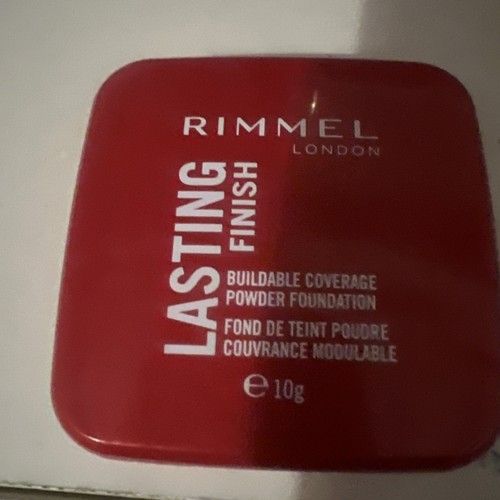 RIMMEL
LONDON
LASTING
FINISH
BUILDABLE COVERAGE
POWDER FOUNDATION
FOND DE TEINT POUDRE
COUVRANCE MODULABLE
℮10g